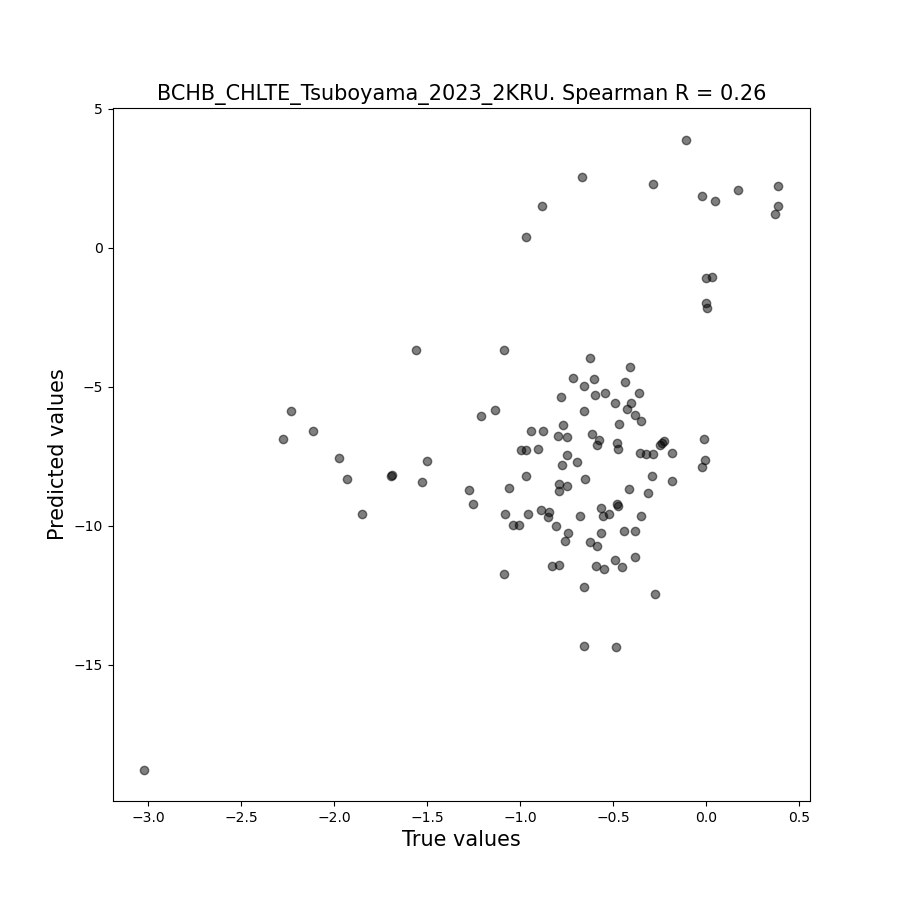 BCHB_CHLTE_Tsuboyama_2023_2KRU. Spearman R = 0.26
5
0
−5
−10
−15
Predicted values
−3.0 −2.5 −2.0 −1.5 −1.0 −0.5 0.0 0.5
True values